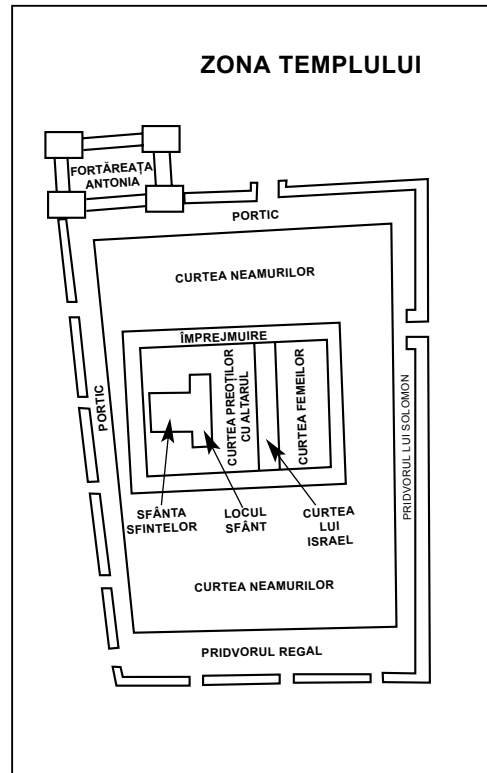 ZONA TEMPLULUI
FORTĂREAȚA
ANTONIA
PORTIC
CURTEA NEAMURILOR
ÎMPREJMUIRE
PORTIC
CURTEA PREOȚILOR
CU ALTARUL
CURTEA FEMEILOR
PRIDVORUL LUI SOLOMON
SFÂNTA
SFINTELOR
LOCUL
SFÂNT
CURTEA
LUI
ISRAEL
CURTEA NEAMURILOR
PRIDVORUL REGAL